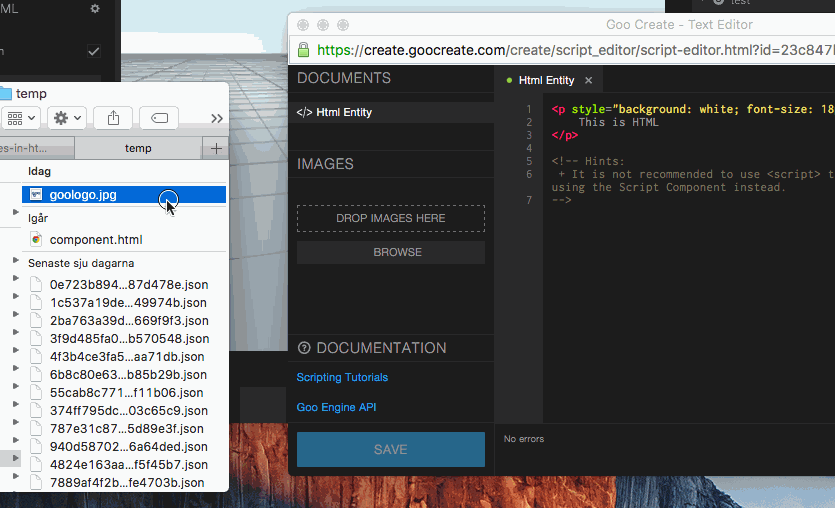 temp
es-in-ht...
temp
Idag
goologo.jpg
Igår
component.html
Senaste sju dagarna
0e723b894...87d478e.json
1c537a19de...49974b.json
2ba763a39d...669f9f3.json
3f9d485fa0...b570548.json
4f3b4ce3fa5...aa71db.json
6b8c80e63...b85b29b.json
55cab8c771...f11b06.json
374ff795dc...03c65c9.json
787e31c87...5d89e3f.json
940d58702...6a64ded.json
4824e163aa...f5f45b7.json
7889af4f2b...fe4703b.json
test
Goo Create - Text Editor
https://create.goocreate.com/create/script_editor/script-editor.html?id=23c847
DOCUMENTS
</> Html Entity
IMAGES
DROP IMAGES HERE
BROWSE
DOCUMENTATION
Scripting Tutorials
Goo Engine API
SAVE
Html Entity ×
1 <p style="background: white; font-size: 18
2 This is HTML
3 </p>
4
5 <!-- Hints:
6 + It is not recommended to use <script> t
using the Script Component instead.
7 -->
No errors